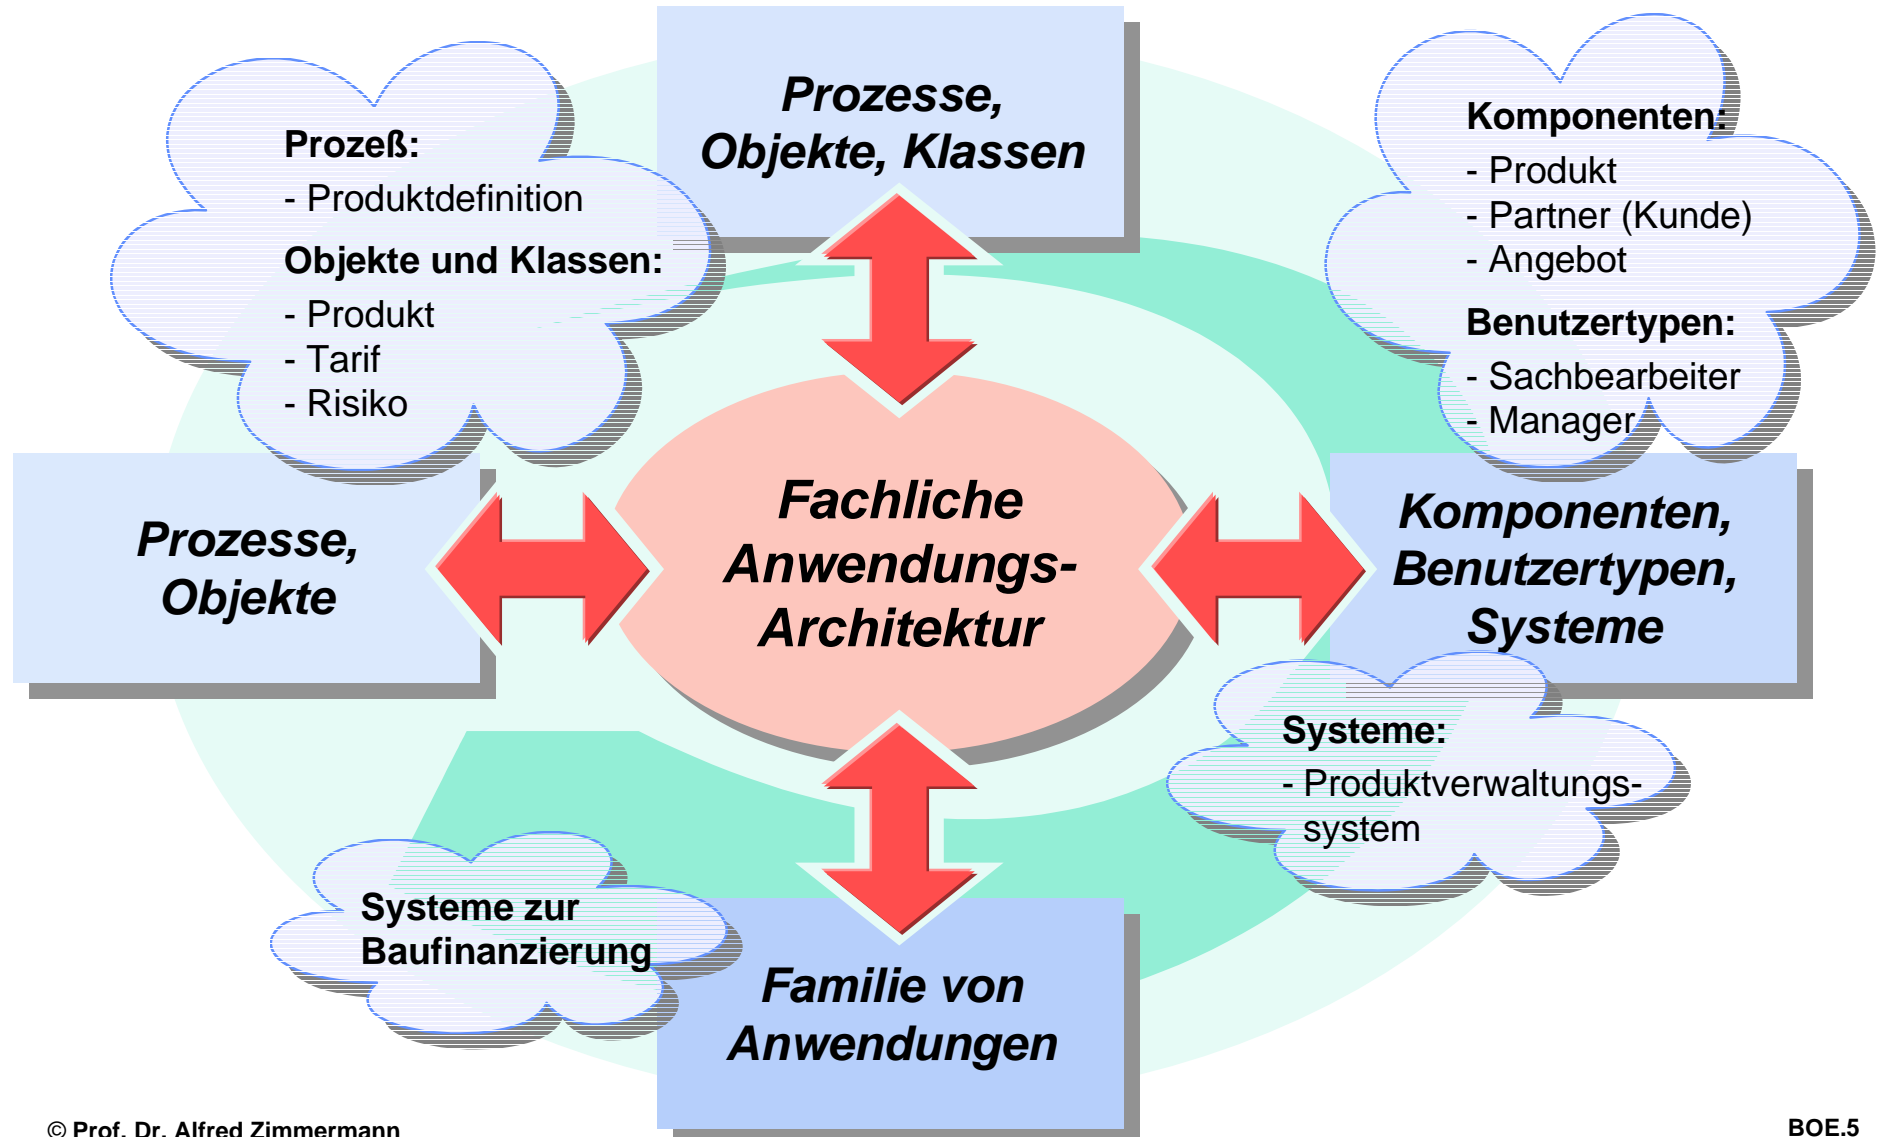 Prozesse,
Objekte, Klassen
Prozeß:
- Produktdefinition
Objekte und Klassen:
- Produkt
- Tarif
- Risiko
Komponenten:
- Produkt
- Partner (Kunde)
- Angebot
Benutzertypen:
- Sachbearbeiter
- Manager
Prozesse,
Objekte
Fachliche
Anwendungs-
Architektur
Komponenten,
Benutzertypen,
Systeme
Systeme:
- Produktverwaltungs-
system
Systeme zur
Baufinanzierung
Familie von
Anwendungen
© Prof. Dr. Alfred Zimmermann
BOE.5